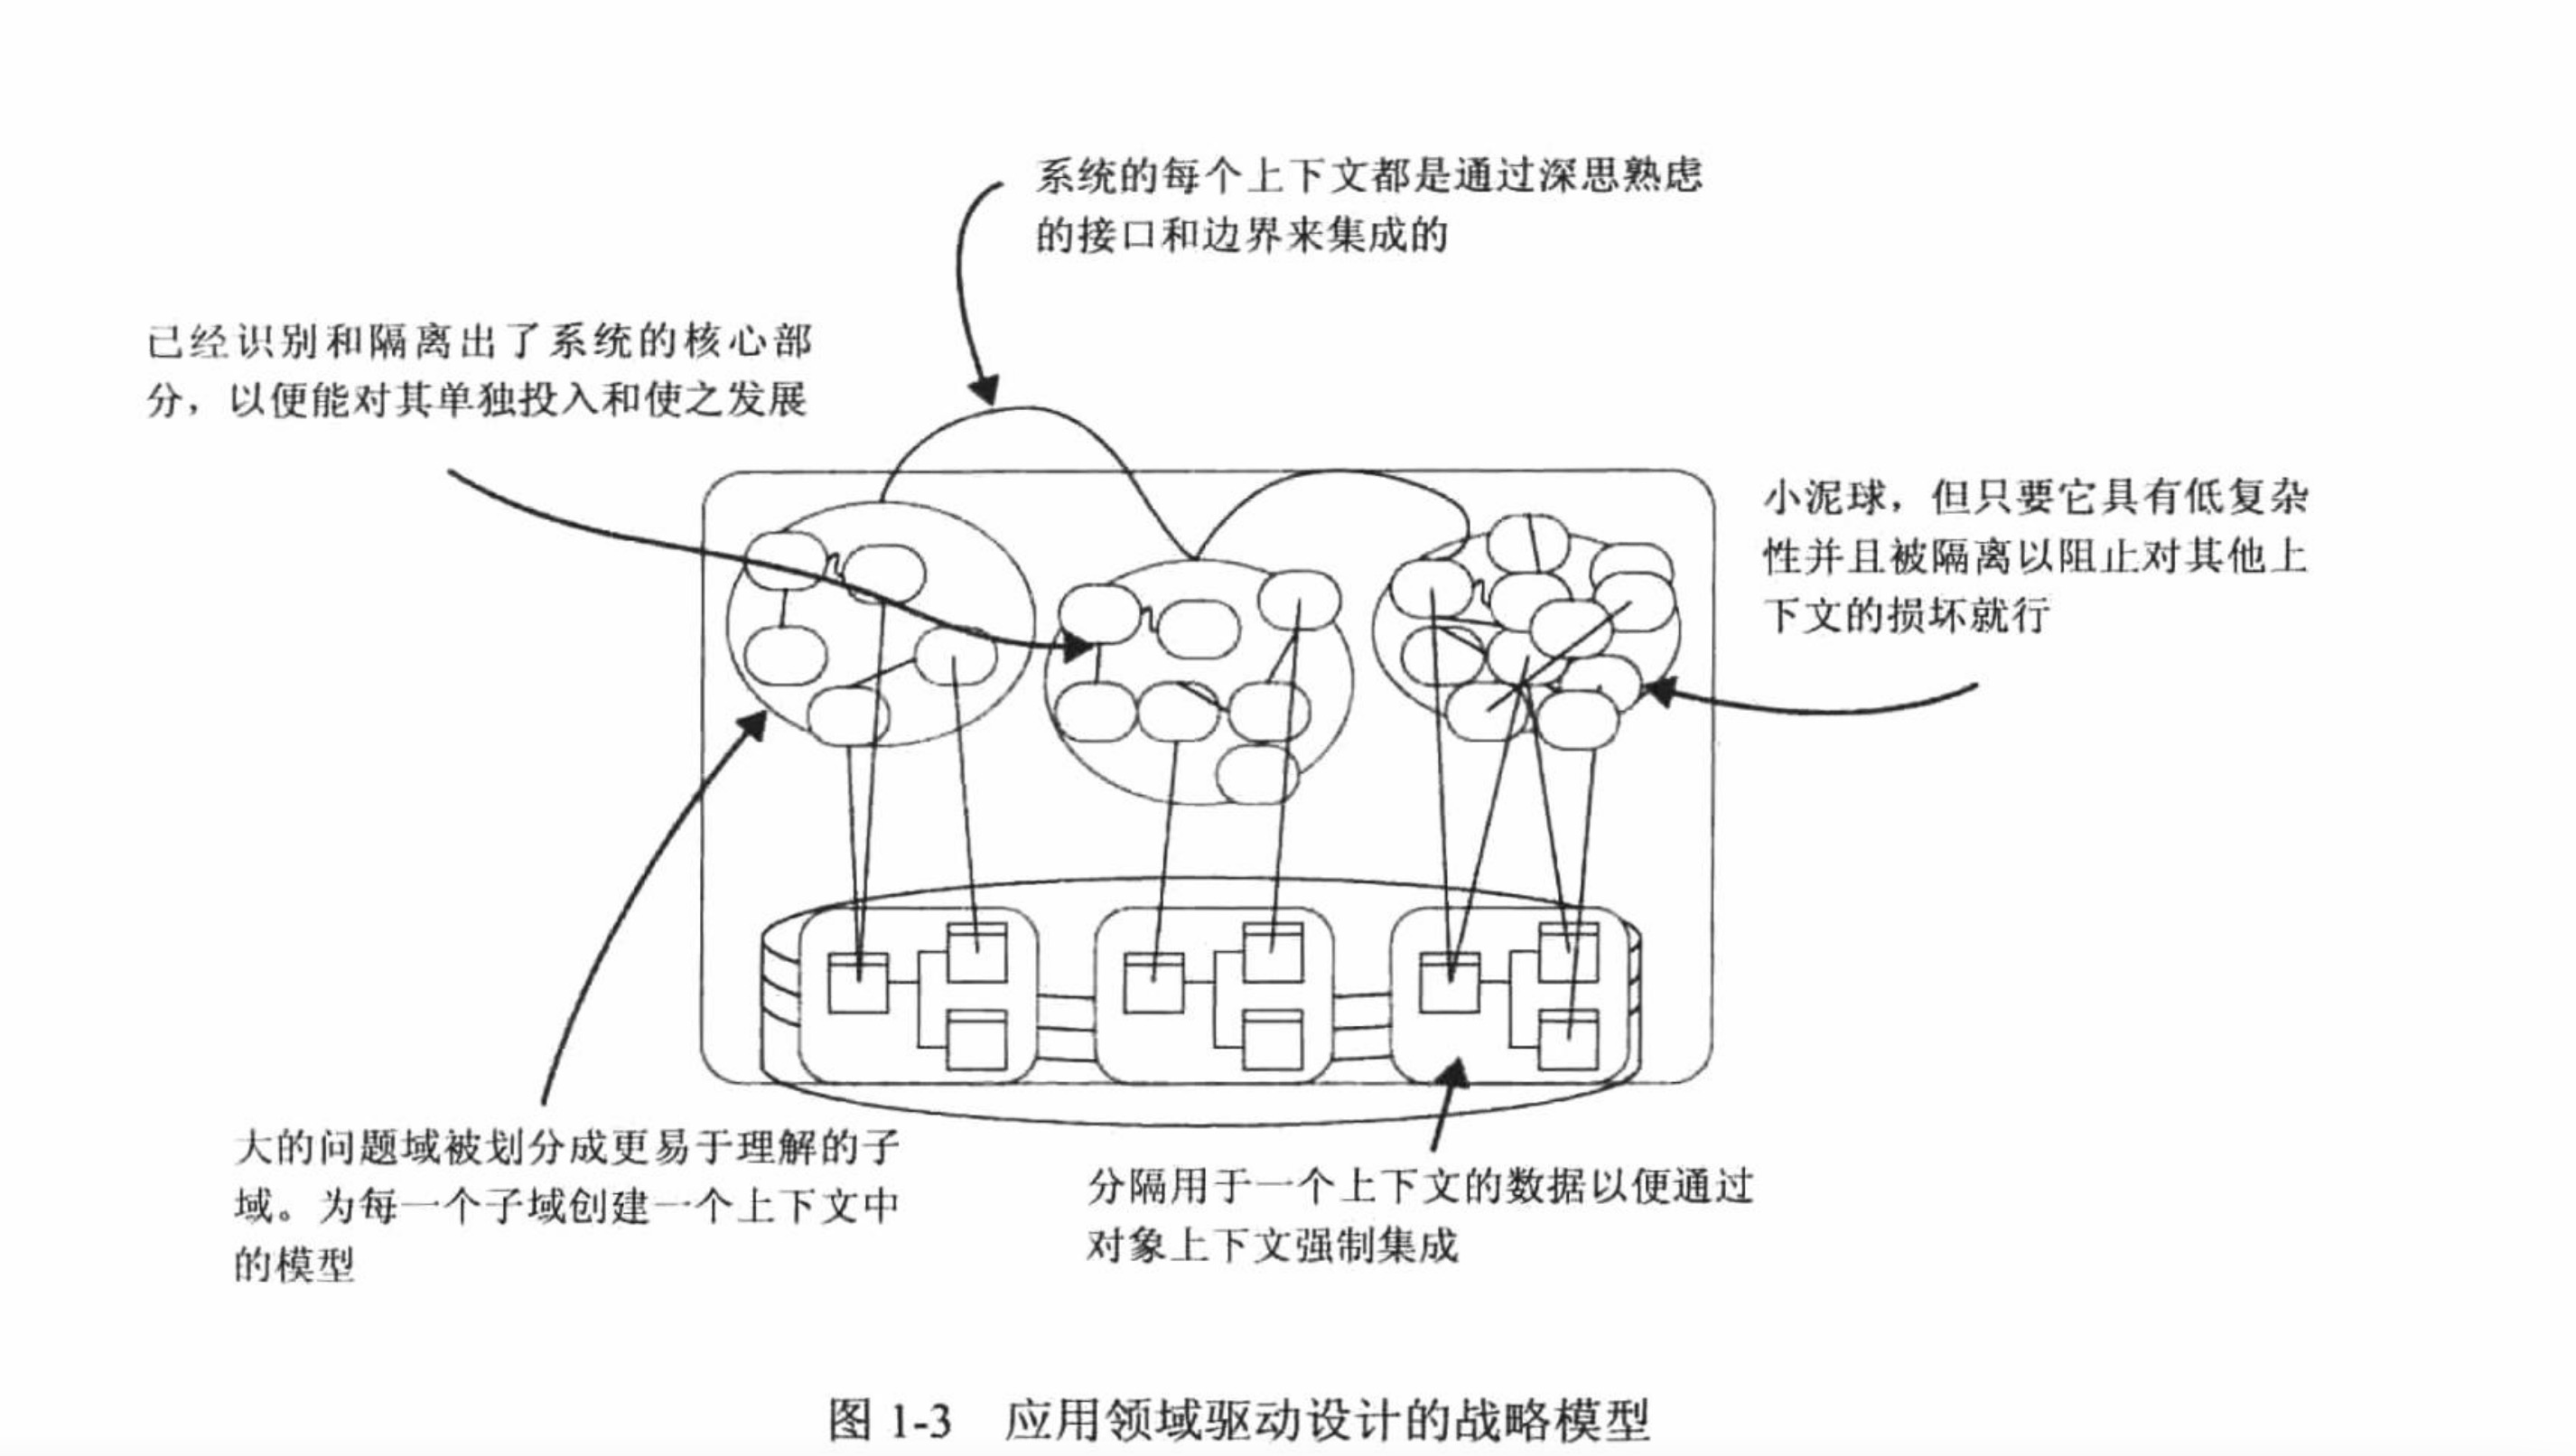 系统的每个上下文都是通过深思熟虑
的接口和边界来集成的
已经识别和隔离出了系统的核心部
分，以便能对其单独投入和使之发展
小泥球，但只要它具有低复杂
性并且被隔离以阻止对其他上
下文的损坏就行
大的问题域被划分成更易于理解的子
域。为每一个子域创建一个上下文中
的模型
分隔用于一个上下文的数据以便通过
对象上下文强制集成
图 1-3 应用领域驱动设计的战略模型